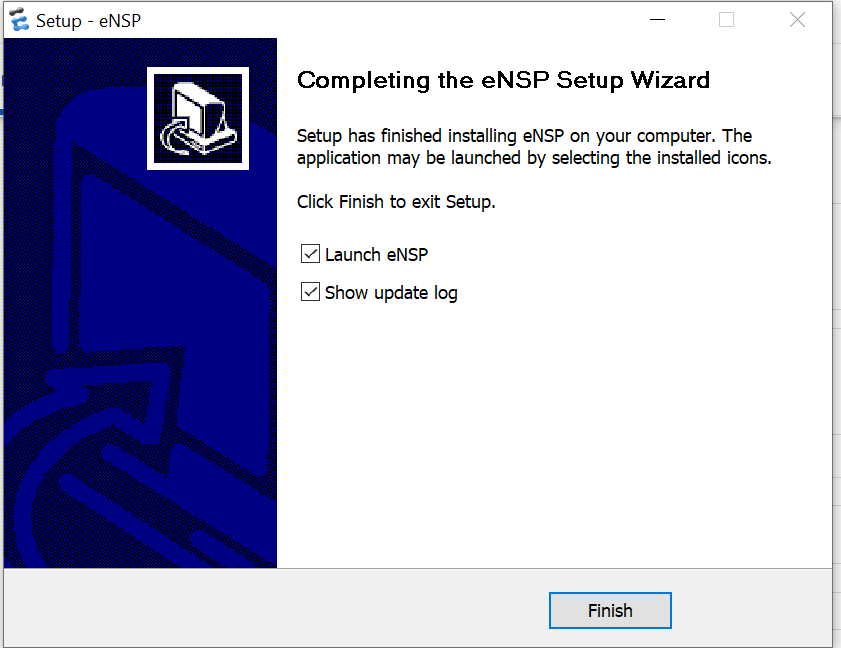 Setup - eNSP
Completing the eNSP Setup Wizard
Setup has finished installing eNSP on your computer. The
application may be launched by selecting the installed icons.
Click Finish to exit Setup.
Launch eNSP
Show update log
Finish